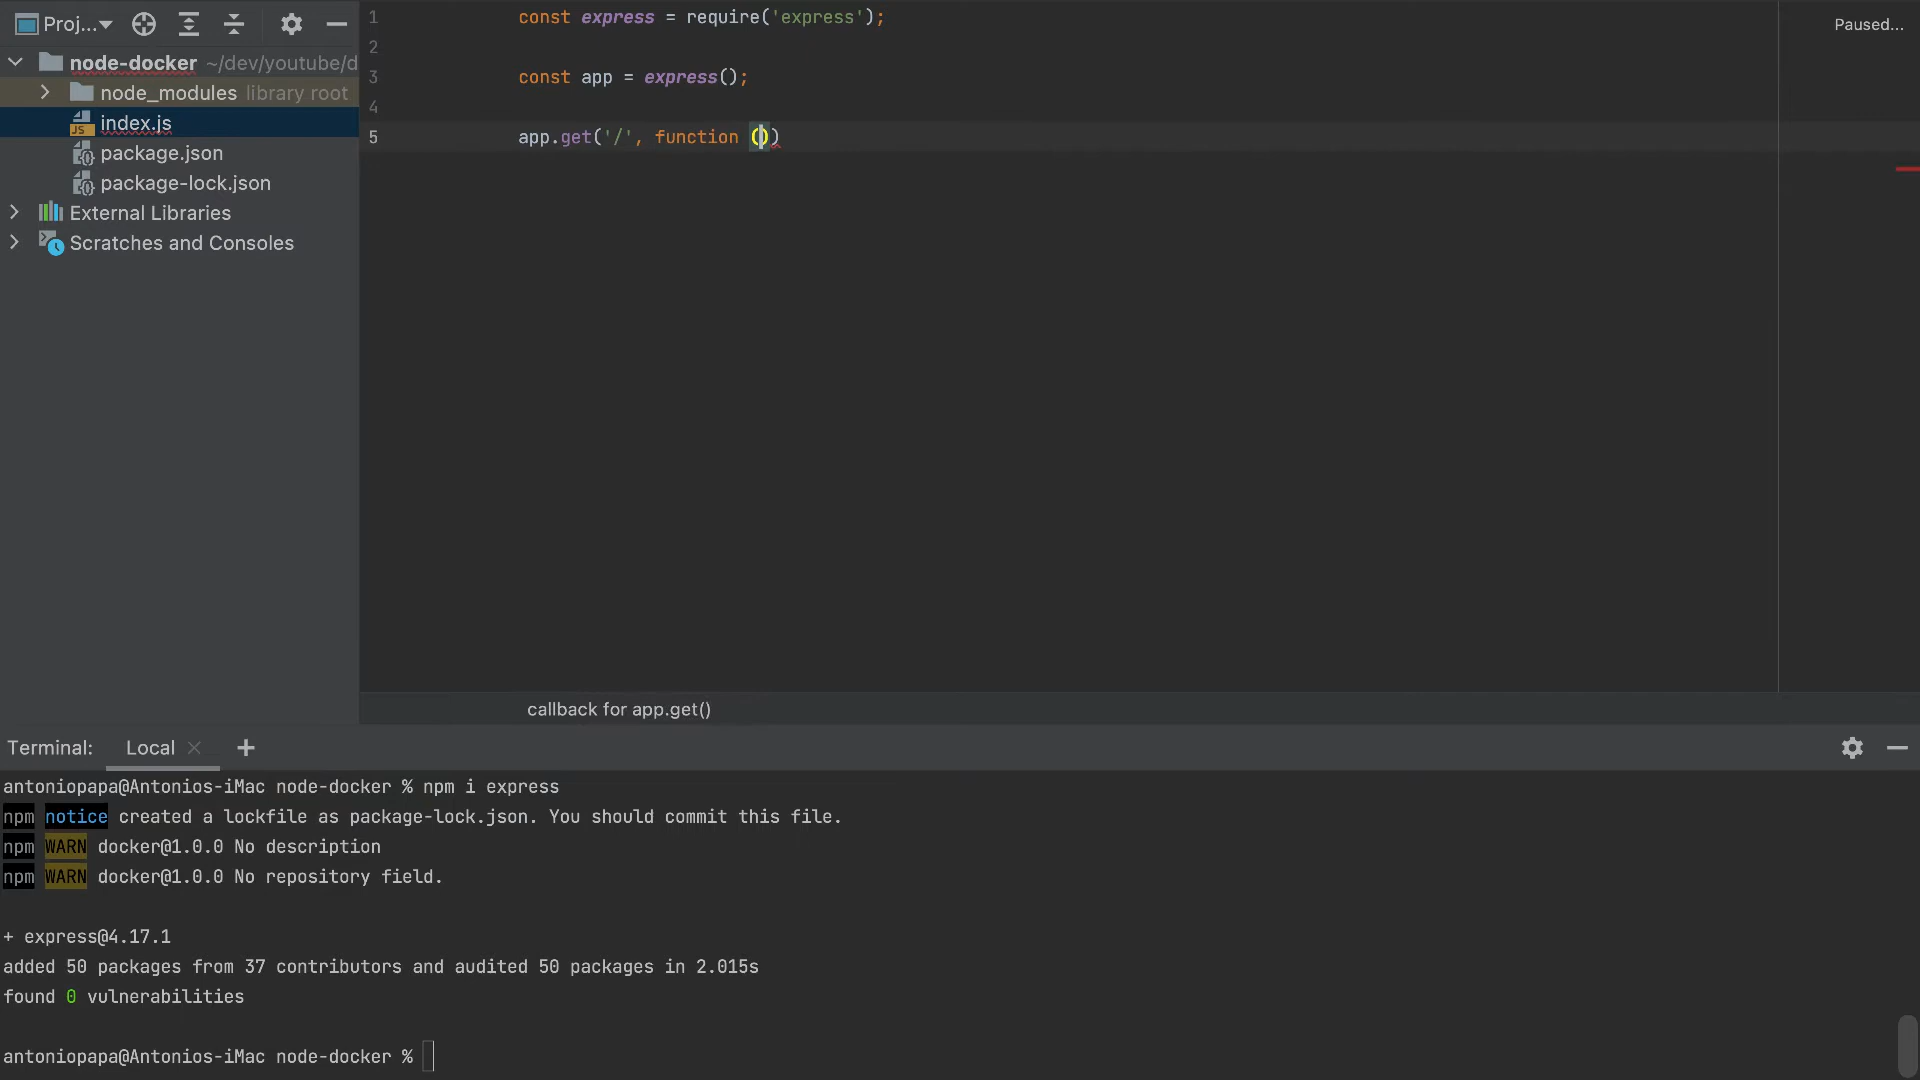 Proj...
node-docker ~/dev/youtube/d
node_modules library root
index.js
package.json
package-lock.json
External Libraries
Scratches and Consoles
1 const express = require('express');
2
3 const app = express();
4
5 app.get('/', function ())
Paused...
callback for app.get()
Terminal: Local
antoniopapa@Antonios-iMac node-docker % npm i express
npm notice created a lockfile as package-lock.json. You should commit this file.
npm WARN docker@1.0.0 No description
npm WARN docker@1.0.0 No repository field.
+ express@4.17.1
added 50 packages from 37 contributors and audited 50 packages in 2.015s
found 0 vulnerabilities
antoniopapa@Antonios-iMac node-docker %